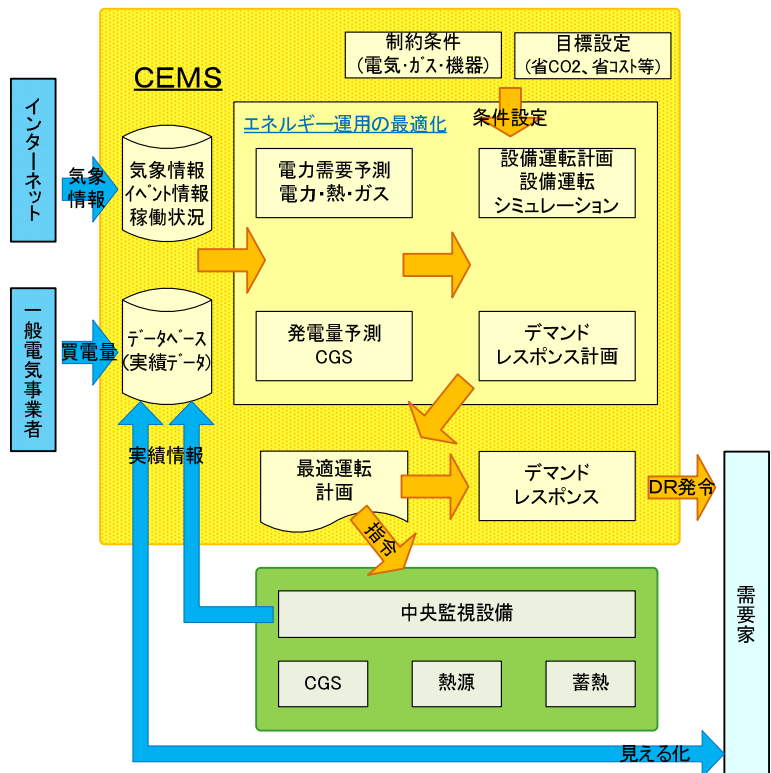 制約条件
(電気・ガス・機器)
目標設定
(省CO2、省コスト等)
CEMS
インターネット
気象
情報
気象情報
イベント情報
稼働状況
エネルギー運用の最適化
条件設定
電力需要予測
電力・熱・ガス
設備運転計画
設備運転
シミュレーション
一般電気事業者
買電量
データベース
(実績データ)
発電量予測
CGS
デマンド
レスポンス計画
実績情報
最適運転
計画
デマンド
レスポンス
DR発令
指令
中央監視設備
CGS
熱源
蓄熱
需要家
見える化